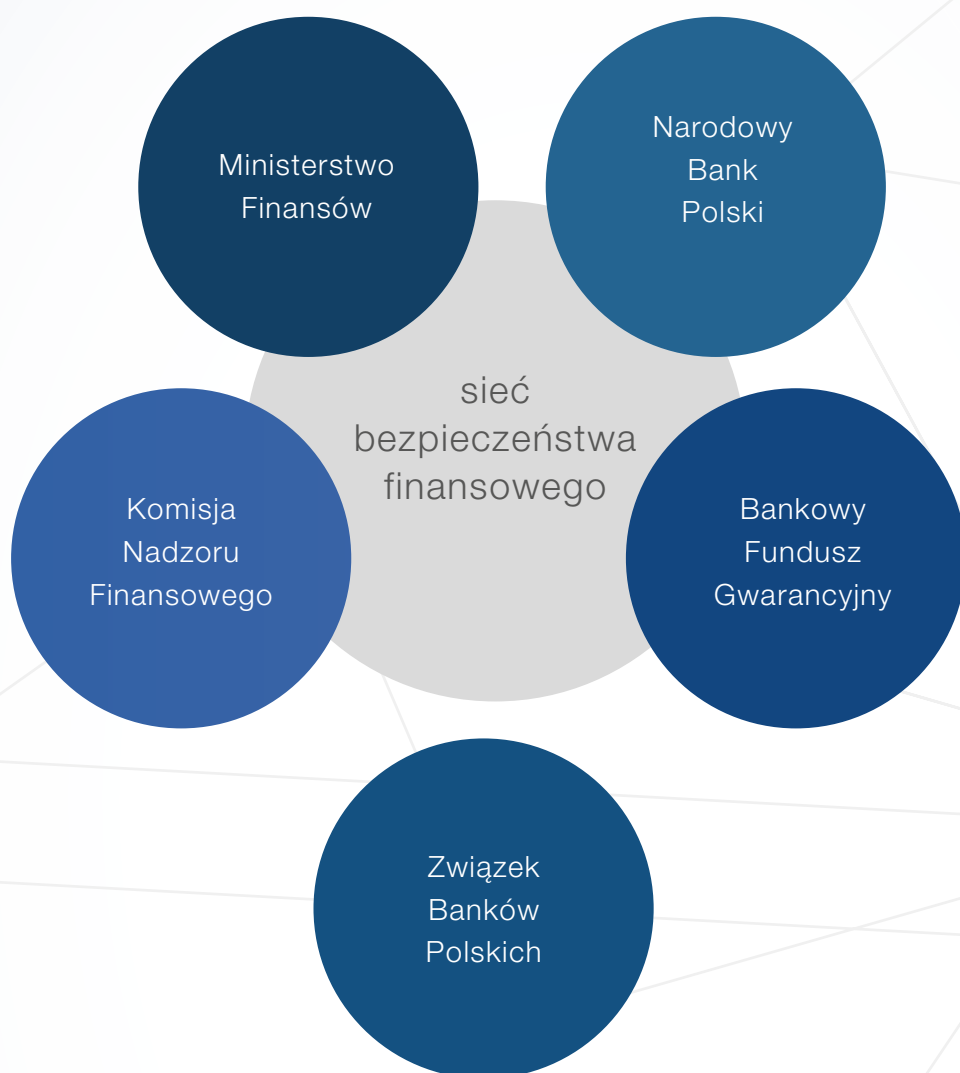 Ministerstwo
Finansów
Narodowy
Bank
Polski
sieć
bezpieczeństwa
finansowego
Komisja
Nadzoru
Finansowego
Bankowy
Fundusz
Gwarancyjny
Związek
Banków
Polskich